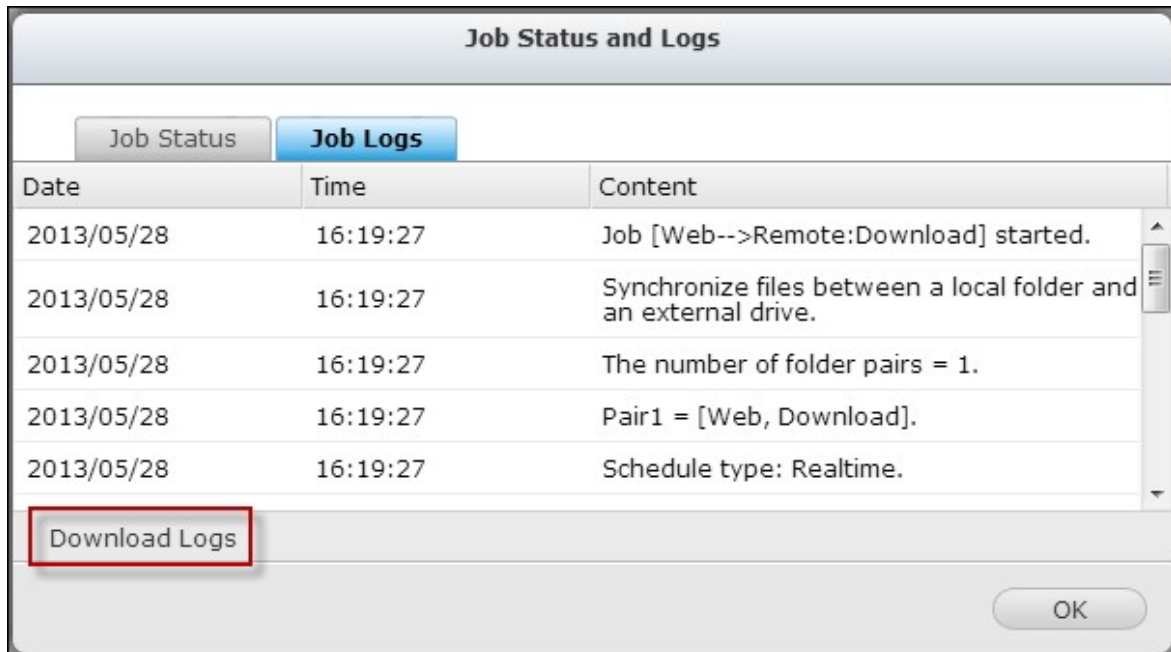 Job Status and Logs
Job Status Job Logs
Date Time Content
2013/05/28 16:19:27 Job [Web-->Remote:Download] started.
2013/05/28 16:19:27 Synchronize files between a local folder and
an external drive.
2013/05/28 16:19:27 The number of folder pairs = 1.
2013/05/28 16:19:27 Pair1 = [Web, Download].
2013/05/28 16:19:27 Schedule type: Realtime.
Download Logs
OK